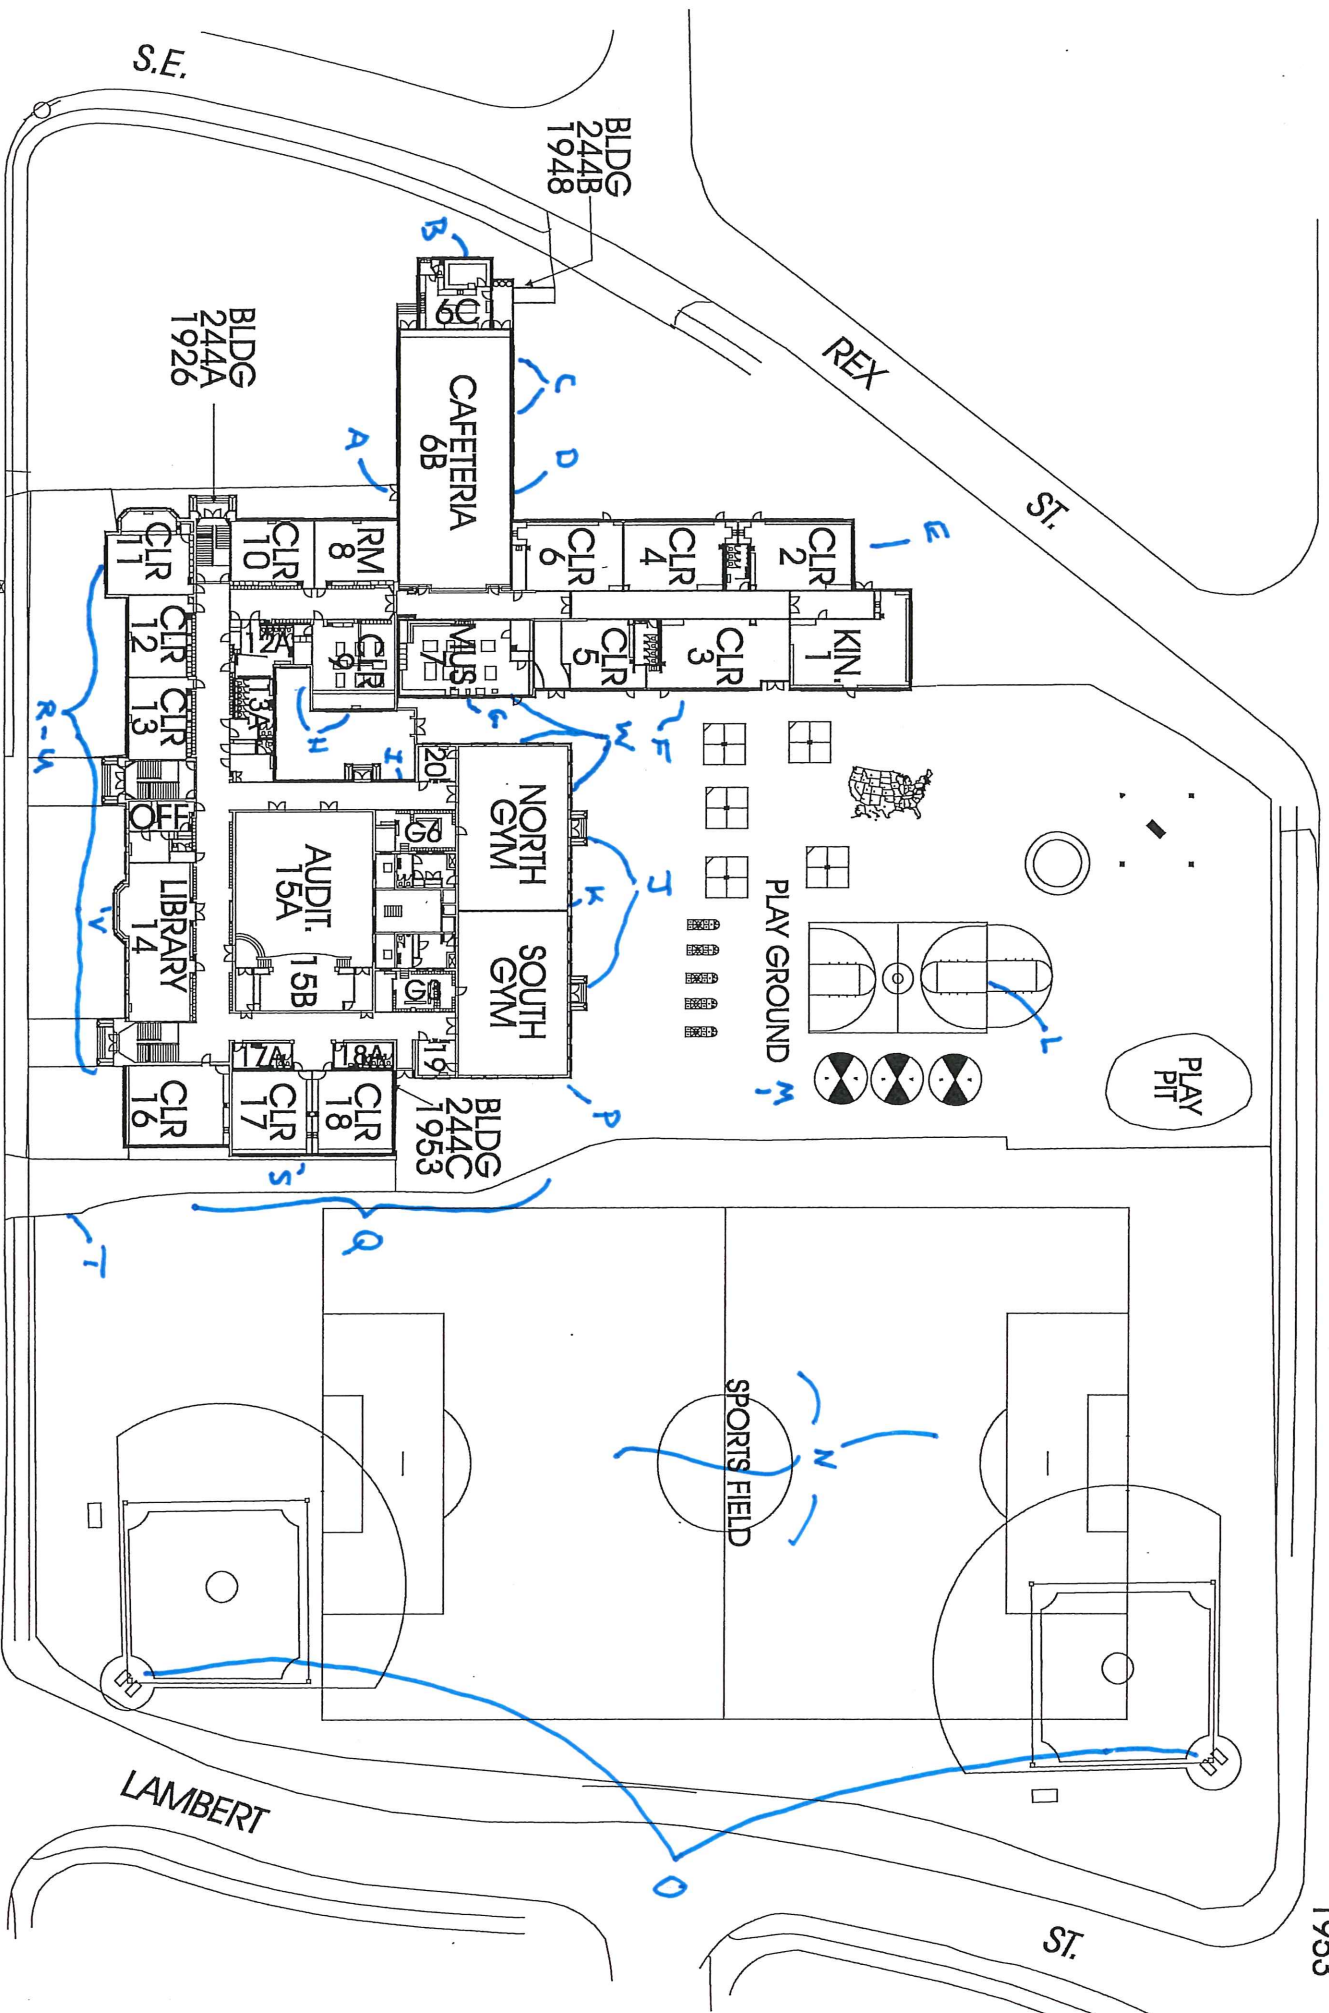 S.E.
REX
ST.
BLDG
244B
1948
B
6C
C
CAFETERIA
6B
D
A
BLDG
244A
1926
E
CLR
2
CLR
4
CLR
6
RM
8
CLR
10
CLR
11
KIN.
1
CLR
3
CLR
5
MUS
7
CLR
9
12A
CLR
12
13A
CLR
13
F
G
W
H
I
R-U
20
NORTH
GYM
G6
J
K
OFF
AUDIT.
15A
15B
LIBRARY
14
V
SOUTH
GYM
PLAY GROUND
L
M
PLAY
PIT
19
18A
17A
CLR
18
CLR
17
CLR
16
BLDG
244C
1953
P
S
Q
T
SPORTS FIELD
N
O
LAMBERT
ST.
1953